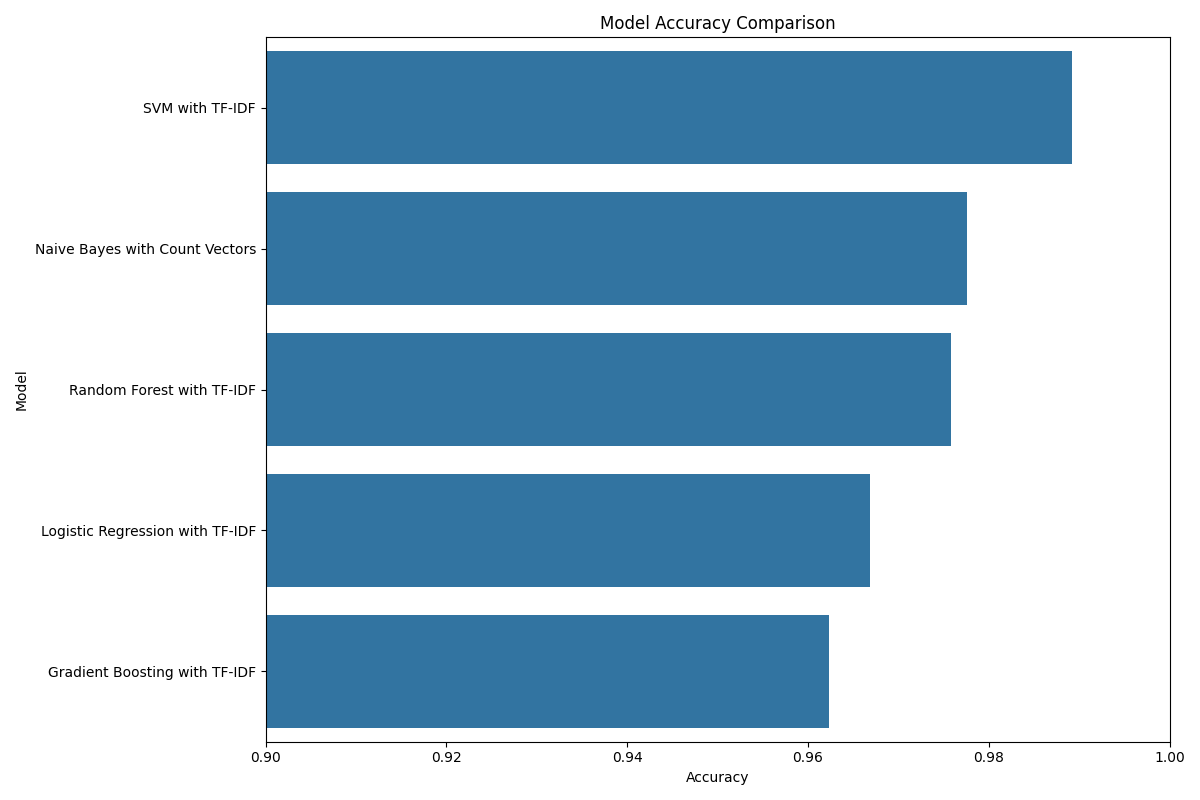 Model Accuracy Comparison
SVM with TF-IDF
Naive Bayes with Count Vectors
Random Forest with TF-IDF
Logistic Regression with TF-IDF
Gradient Boosting with TF-IDF
Model
0.90 0.92 0.94 0.96 0.98 1.00
Accuracy